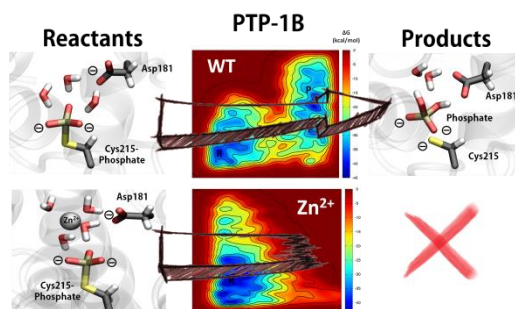 PTP-1B
Reactants
Products
ΔG
(kcal/mol)
WT
Asp181
Cys215-
Phosphate
P
R
Asp181
Phosphate
Cys215
Zn²⁺
Asp181
Cys215-
Phosphate
Zn²⁺